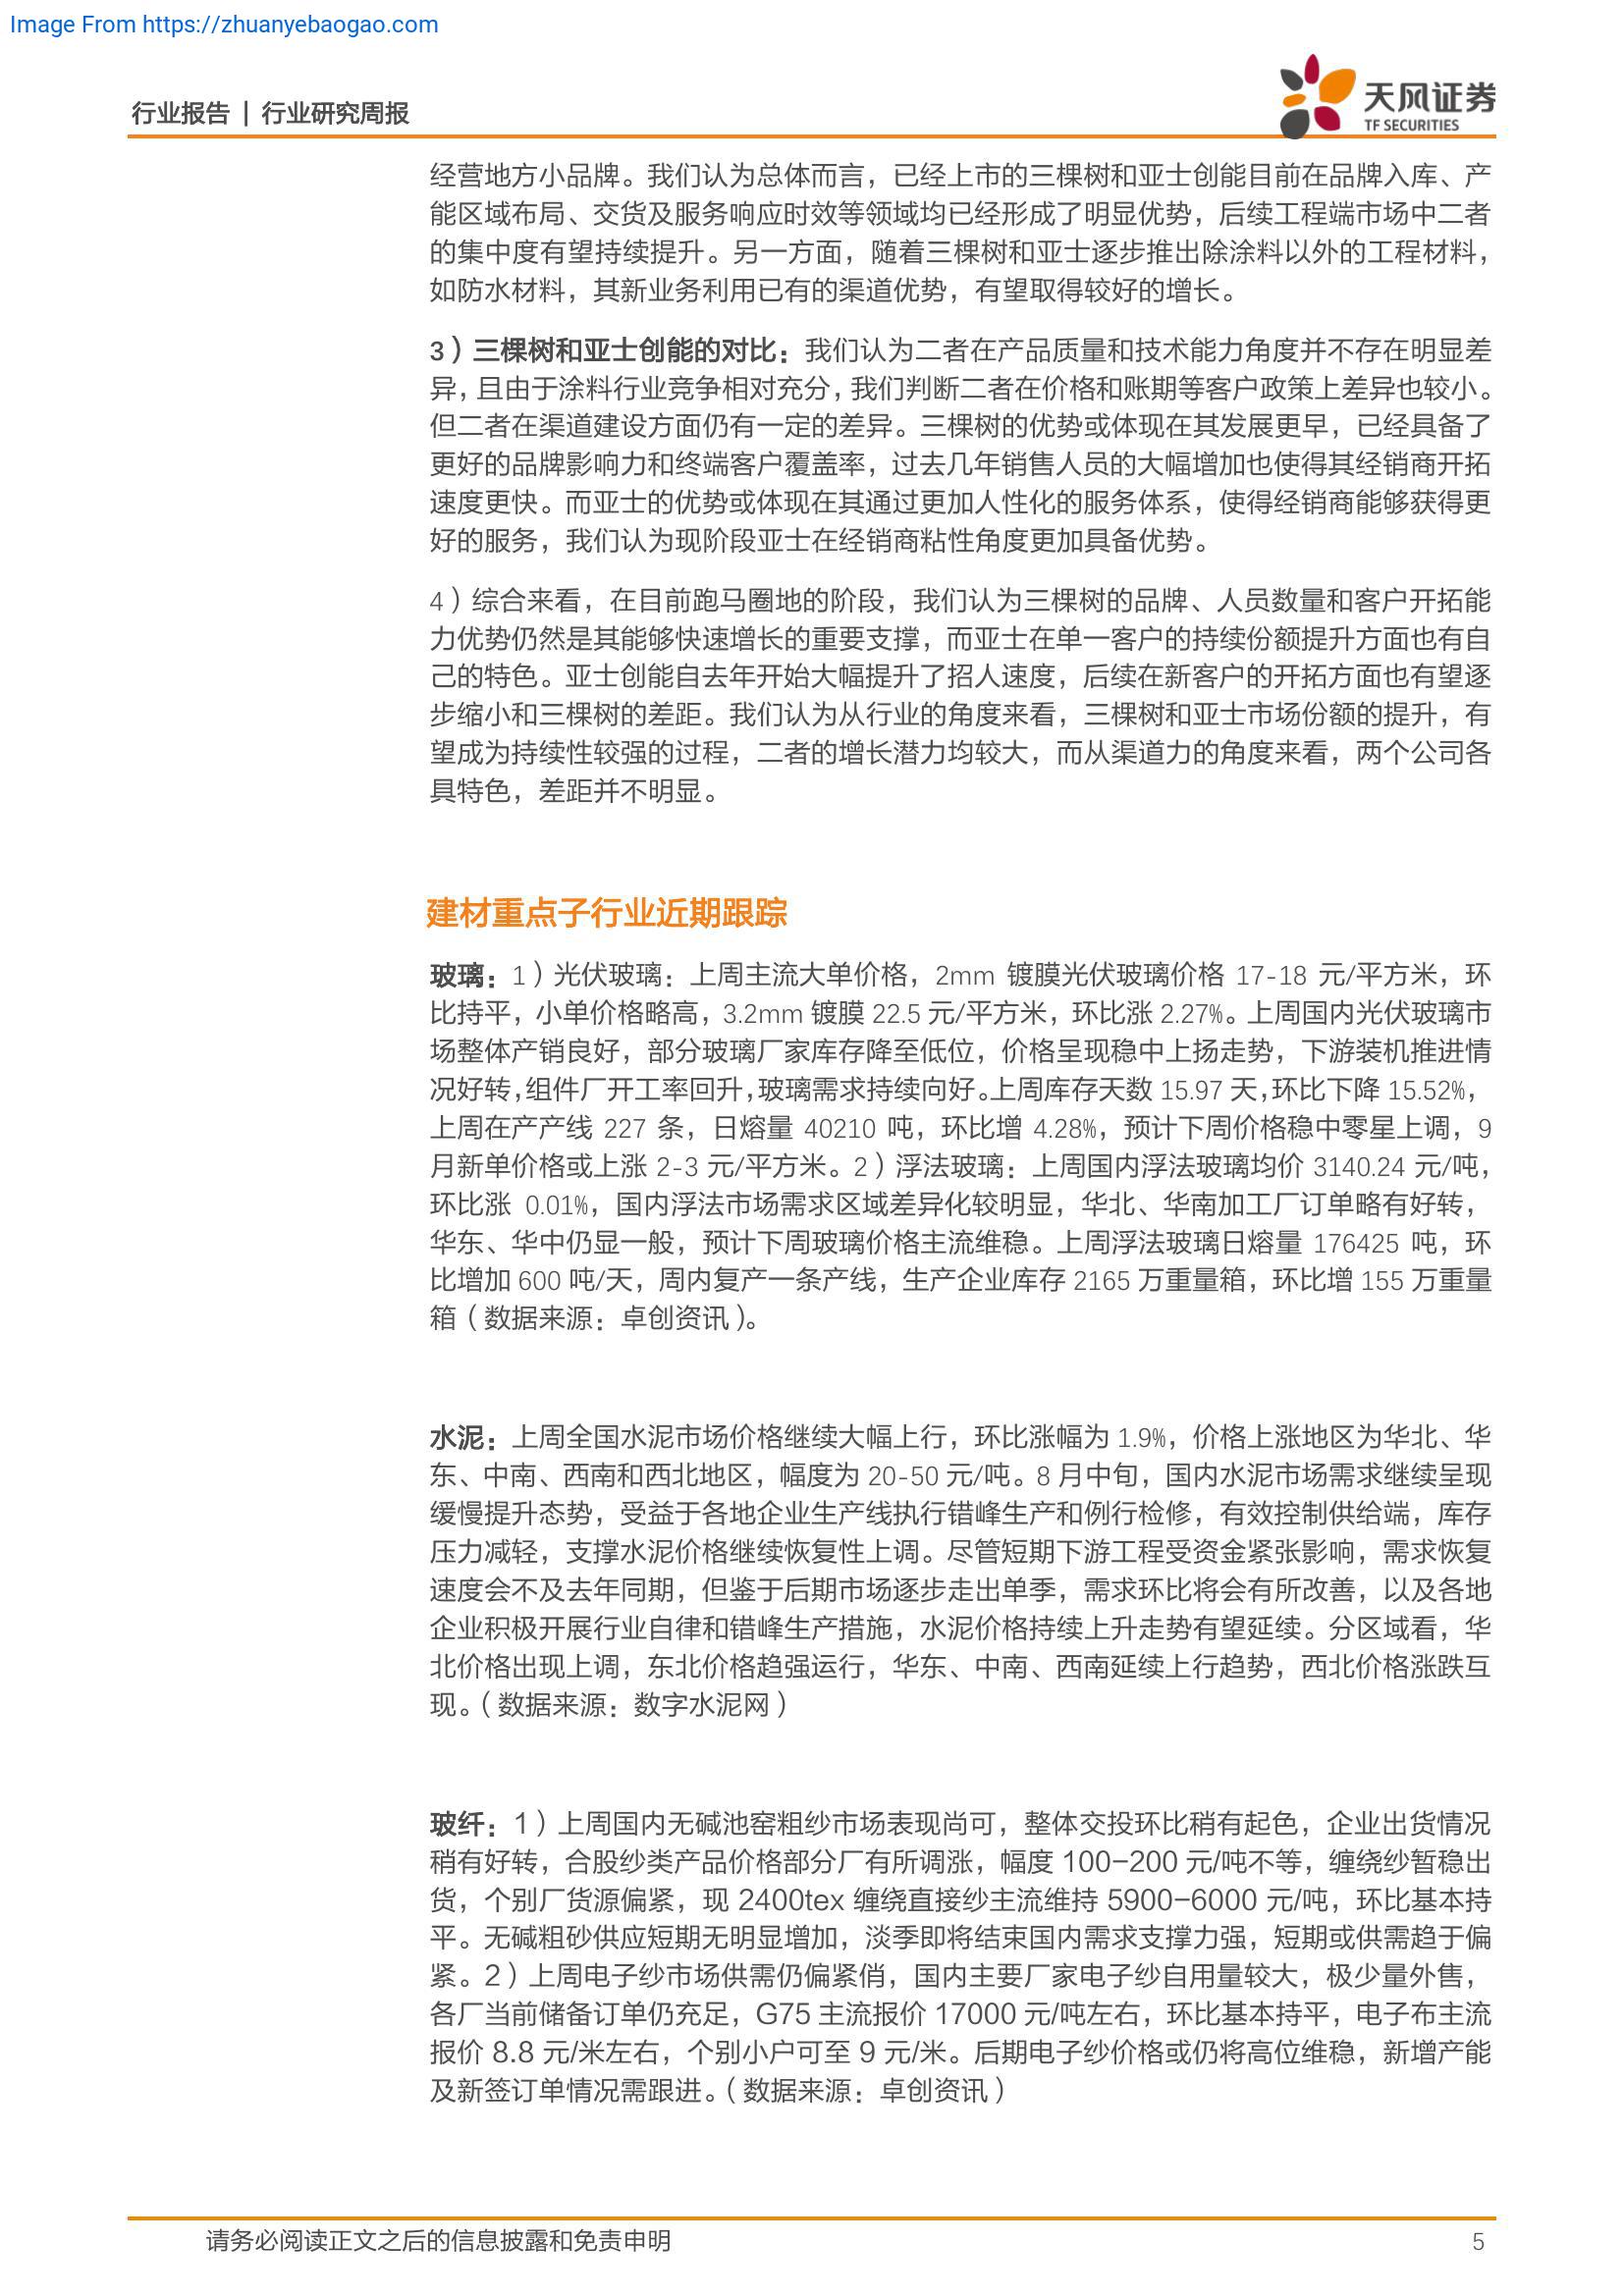 Image From https://zhuanyebaogao.com
行业报告 | 行业研究周报
天风证券
TF SECURITIES
经营地方小品牌。我们认为总体而言，已经上市的三棵树和亚士创能目前在品牌入库、产
能区域布局、交货及服务响应时效等领域均已经形成了明显优势，后续工程端市场中二者
的集中度有望持续提升。另一方面，随着三棵树和亚士逐步推出除涂料以外的工程材料，
如防水材料，其新业务利用已有的渠道优势，有望取得较好的增长。
3）三棵树和亚士创能的对比：我们认为二者在产品质量和技术能力角度并不存在明显差
异，且由于涂料行业竞争相对充分，我们判断二者在价格和账期等客户政策上差异也较小。
但二者在渠道建设方面仍有一定的差异。三棵树的优势或体现在其发展更早，已经具备了
更好的品牌影响力和终端客户覆盖率，过去几年销售人员的大幅增加也使得其经销商开拓
速度更快。而亚士的优势或体现在其通过更加人性化的服务体系，使得经销商能够获得更
好的服务，我们认为现阶段亚士在经销商粘性角度更加具备优势。
4）综合来看，在目前跑马圈地的阶段，我们认为三棵树的品牌、人员数量和客户开拓能
力优势仍然是其能够快速增长的重要支撑，而亚士在单一客户的持续份额提升方面也有自
己的特色。亚士创能自去年开始大幅提升了招人速度，后续在新客户的开拓方面也有望逐
步缩小和三棵树的差距。我们认为从行业的角度来看，三棵树和亚士市场份额的提升，有
望成为持续性较强的过程，二者的增长潜力均较大，而从渠道力的角度来看，两个公司各
具特色，差距并不明显。
建材重点子行业近期跟踪
玻璃：1）光伏玻璃：上周主流大单价格，2mm 镀膜光伏玻璃价格 17-18 元/平方米，环
比持平，小单价格略高，3.2mm 镀膜 22.5 元/平方米，环比涨 2.27%。上周国内光伏玻璃市
场整体产销良好，部分玻璃厂家库存降至低位，价格呈现稳中上扬走势，下游装机推进情
况好转，组件厂开工率回升，玻璃需求持续向好。上周库存天数 15.97 天，环比下降 15.52%，
上周在产产线 227 条，日熔量 40210 吨，环比增 4.28%，预计下周价格稳中零星上调，9
月新单价格或上涨 2-3 元/平方米。2）浮法玻璃：上周国内浮法玻璃均价 3140.24 元/吨，
环比涨 0.01%，国内浮法市场需求区域差异化较明显，华北、华南加工厂订单略有好转，
华东、华中仍显一般，预计下周玻璃价格主流维稳。上周浮法玻璃日熔量 176425 吨，环
比增加 600 吨/天，周内复产一条产线，生产企业库存 2165 万重量箱，环比增 155 万重量
箱（数据来源：卓创资讯）。
水泥：上周全国水泥市场价格继续大幅上行，环比涨幅为 1.9%，价格上涨地区为华北、华
东、中南、西南和西北地区，幅度为 20-50 元/吨。8 月中旬，国内水泥市场需求继续呈现
缓慢提升态势，受益于各地企业生产线执行错峰生产和例行检修，有效控制供给端，库存
压力减轻，支撑水泥价格继续恢复性上调。尽管短期下游工程受资金紧张影响，需求恢复
速度会不及去年同期，但鉴于后期市场逐步走出单季，需求环比将会有所改善，以及各地
企业积极开展行业自律和错峰生产措施，水泥价格持续上升走势有望延续。分区域看，华
北价格出现上调，东北价格趋强运行，华东、中南、西南延续上行趋势，西北价格涨跌互
现。（数据来源：数字水泥网）
玻纤：1）上周国内无碱池窑粗纱市场表现尚可，整体交投环比稍有起色，企业出货情况
稍有好转，合股纱类产品价格部分厂有所调涨，幅度 100-200 元/吨不等，缠绕纱暂稳出
货，个别厂货源偏紧，现 2400tex 缠绕直接纱主流维持 5900-6000 元/吨，环比基本持
平。无碱粗砂供应短期无明显增加，淡季即将结束国内需求支撑力强，短期或供需趋于偏
紧。2）上周电子纱市场供需仍偏紧俏，国内主要厂家电子纱自用量较大，极少量外售，
各厂当前储备订单仍充足，G75 主流报价 17000 元/吨左右，环比基本持平，电子布主流
报价 8.8 元/米左右，个别小户可至 9 元/米。后期电子纱价格或仍将高位维稳，新增产能
及新签订单情况需跟进。（数据来源：卓创资讯）
请务必阅读正文之后的信息披露和免责申明
5